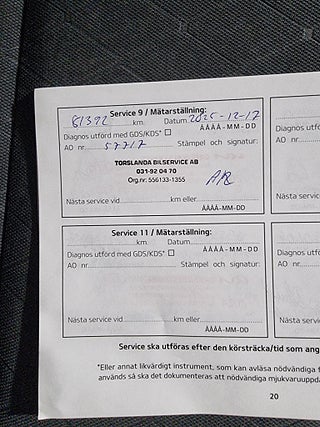 Service 9 / Mätarställning:
81392 km. Datum 2025-12-17
ÅÅÅÅ-MM-DD
Diagnos utförd med GDS/KDS* ☐
AO nr. 57717 Stämpel och signatur:
TORSLANDA BILSERVICE AB
031-92 04 70
Org.nr: 556133-1355
Nästa service vid km eller
ÅÅÅÅ-MM-DD
Service 11 / Mätarställning:
km. Datum
ÅÅÅÅ-MM-DD
Diagnos utförd med GDS/KDS* ☐
AO nr. Stämpel och signatur:
Nästa service vid km eller
ÅÅÅÅ-MM-DD
Service ska utföras efter den körsträcka/tid som ang
*Eller annat likvärdigt instrument, som kan avläsa nödvändiga f
används så ska det dokumenteras att nödvändig mjukvaruuppda
20